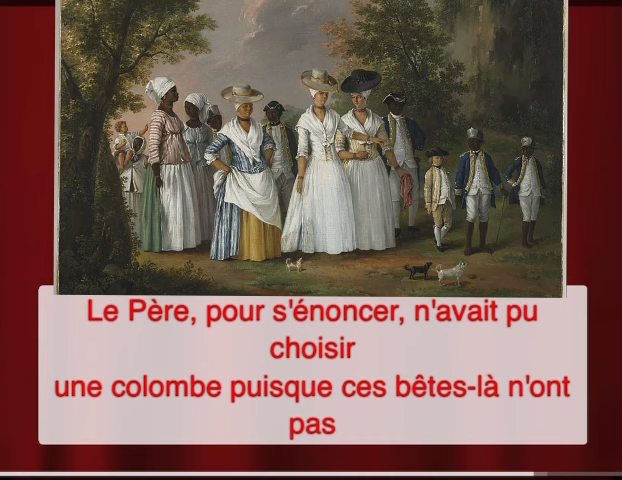 Le Père, pour s'énoncer, n'avait pu
choisir
une colombe puisque ces bêtes-là n'ont
pas